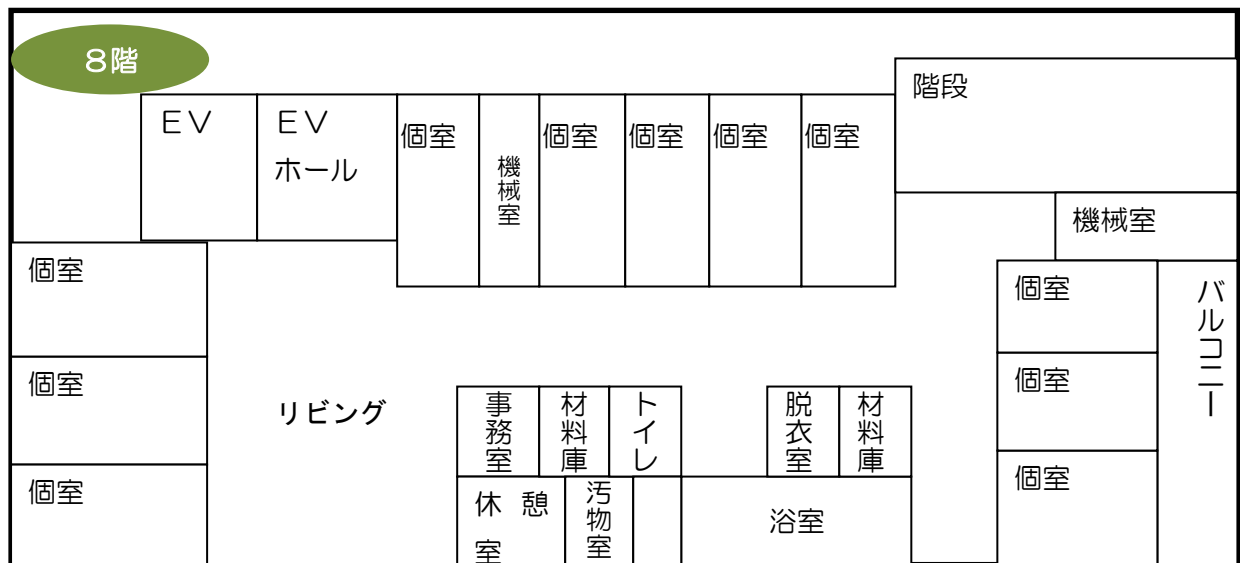 8階
階段
EV
EV
ホール
個室
機械室
個室
個室
個室
個室
機械室
個室
個室
バルコニー
個室
個室
リビング
事務室
材料庫
トイレ
脱衣室
材料庫
個室
個室
休憩
室
汚物室
浴室